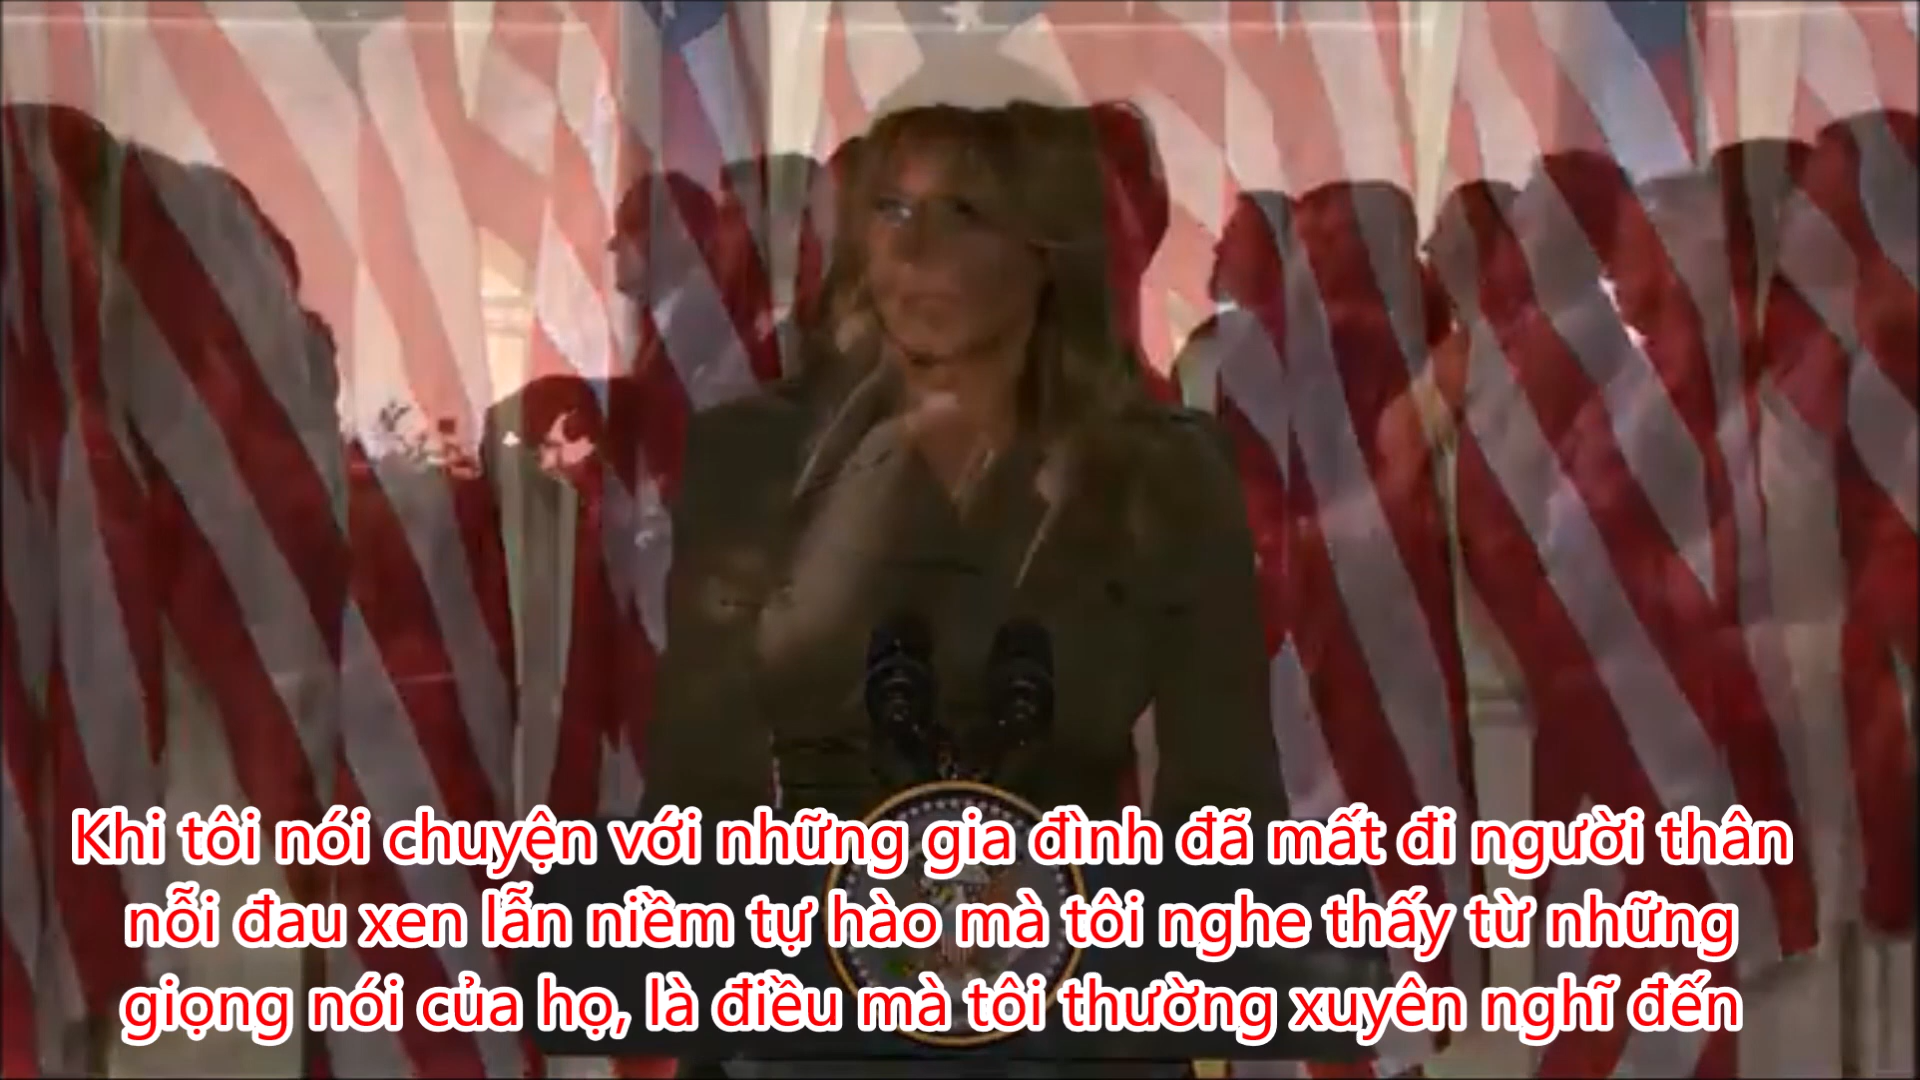 Khi tôi nói chuyện với những gia đình đã mất đi người thân
nỗi đau xen lẫn niềm tự hào mà tôi nghe thấy từ những
giọng nói của họ, là điều mà tôi thường xuyên nghĩ đến